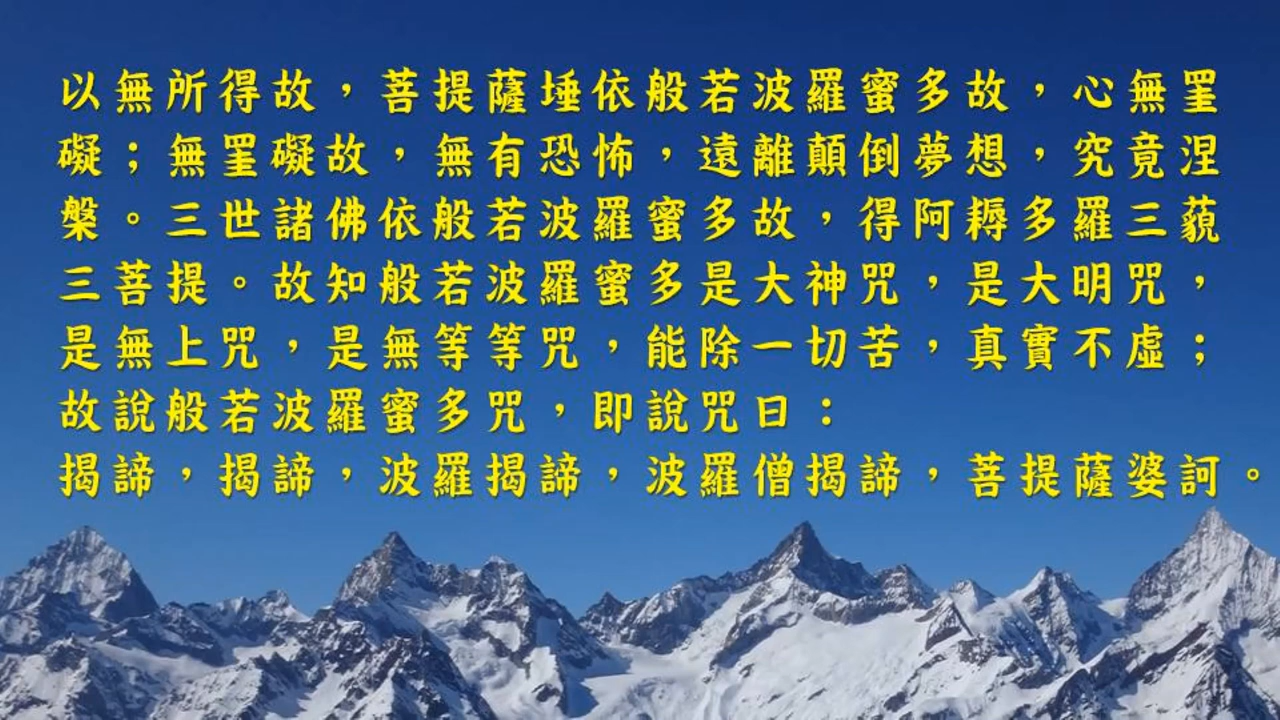 以無所得故，菩提薩埵依般若波羅蜜多故，心無罣
礙；無罣礙故，無有恐怖，遠離顛倒夢想，究竟涅
槃。三世諸佛依般若波羅蜜多故，得阿耨多羅三藐
三菩提。故知般若波羅蜜多是大神咒，是大明咒，
是無上咒，是無等等咒，能除一切苦，真實不虛；
故說般若波羅蜜多咒，即說咒曰：
揭諦，揭諦，波羅揭諦，波羅僧揭諦，菩提薩婆訶。